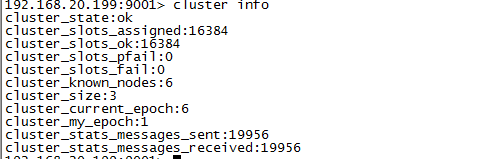 192.168.20.199:9001> cluster info
cluster_state:ok
cluster_slots_assigned:16384
cluster_slots_ok:16384
cluster_slots_pfail:0
cluster_slots_fail:0
cluster_known_nodes:6
cluster_size:3
cluster_current_epoch:6
cluster_my_epoch:1
cluster_stats_messages_sent:19956
cluster_stats_messages_received:19956
192.168.20.199:9001>